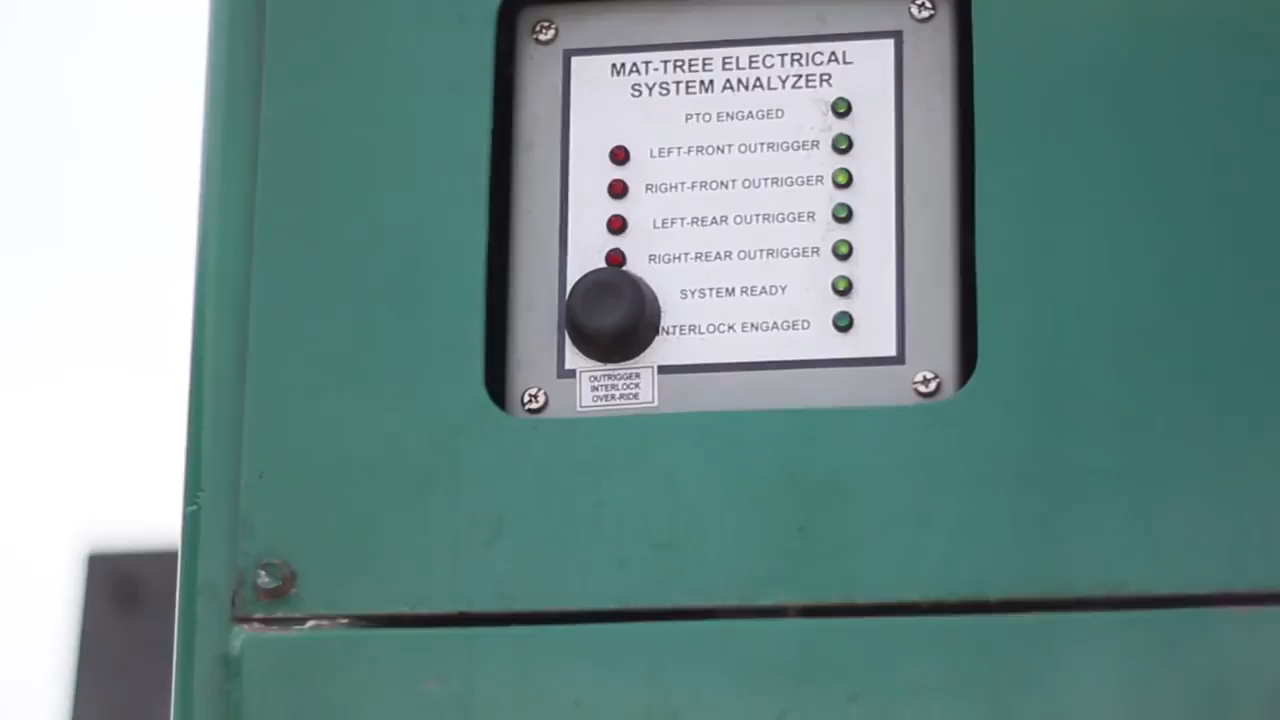 MAT-TREE ELECTRICAL
SYSTEM ANALYZER
PTO ENGAGED
LEFT-FRONT OUTRIGGER
RIGHT-FRONT OUTRIGGER
LEFT-REAR OUTRIGGER
RIGHT-REAR OUTRIGGER
SYSTEM READY
INTERLOCK ENGAGED
OUTRIGGER
INTERLOCK
OVER-RIDE